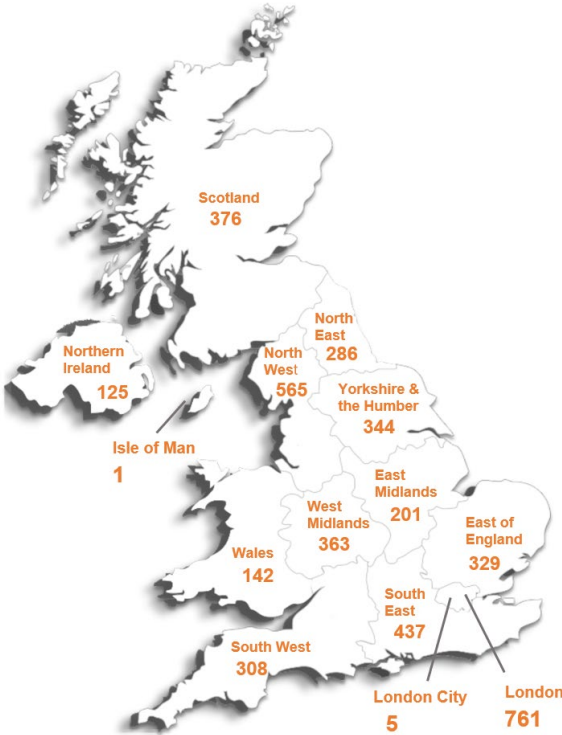 Scotland
376
North
East
286
Northern
Ireland
125
North
West
565
Yorkshire &
the Humber
344
Isle of Man
1
East
Midlands
201
West
Midlands
363
East of
England
329
Wales
142
South
East
437
South West
308
London City
5
London
761